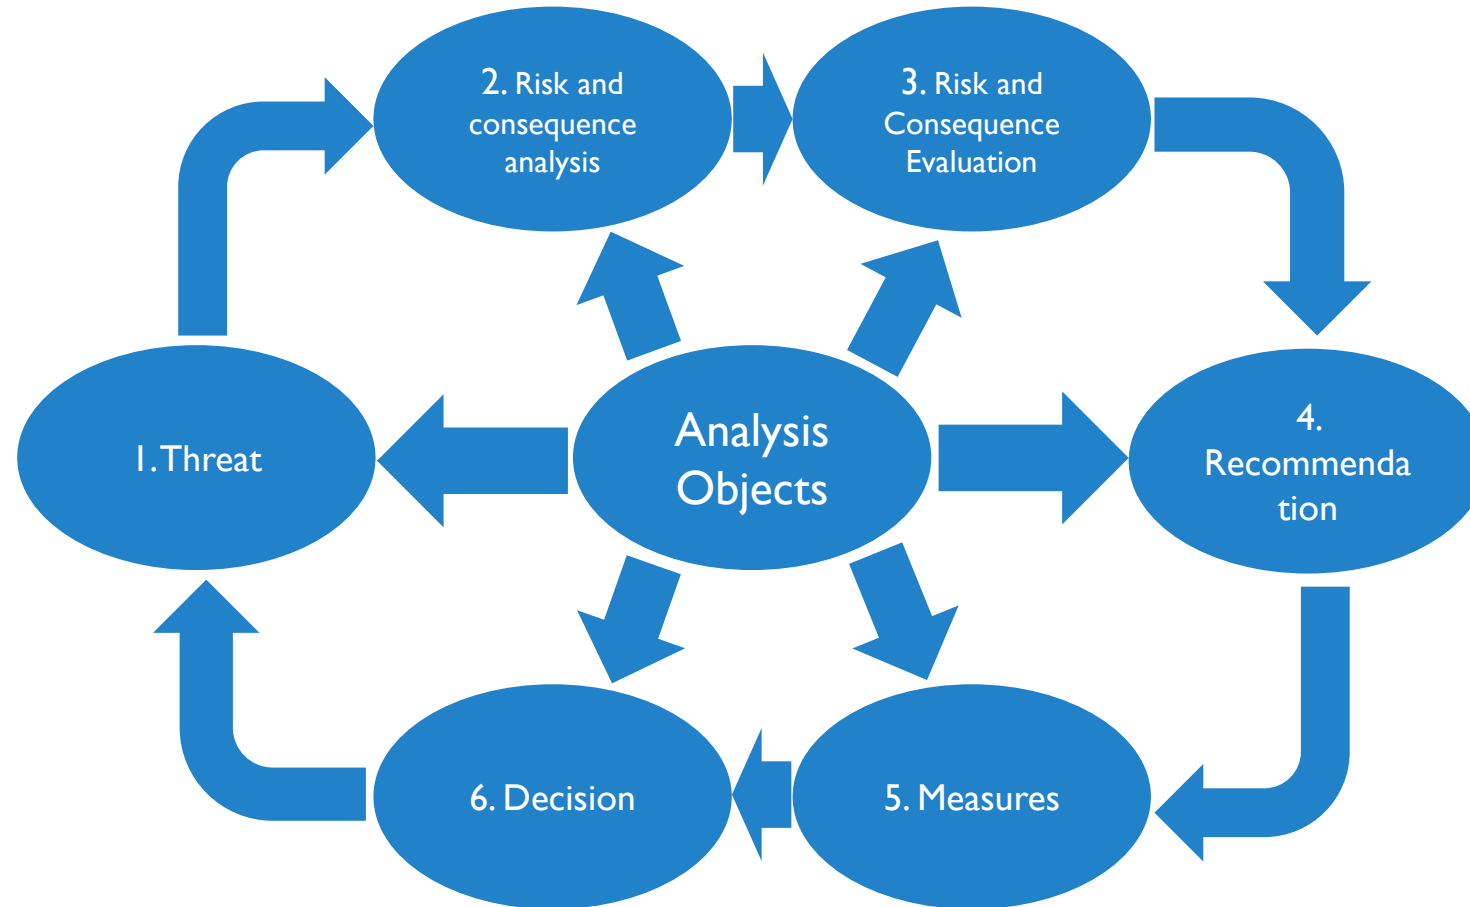 2. Risk and
consequence
analysis
3. Risk and
Consequence
Evaluation
1. Threat
Analysis
Objects
4.
Recommenda
tion
6. Decision
5. Measures